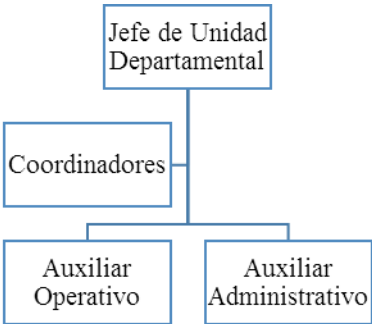 Jefe de Unidad
Departamental
Coordinadores
Auxiliar
Operativo
Auxiliar
Administrativo